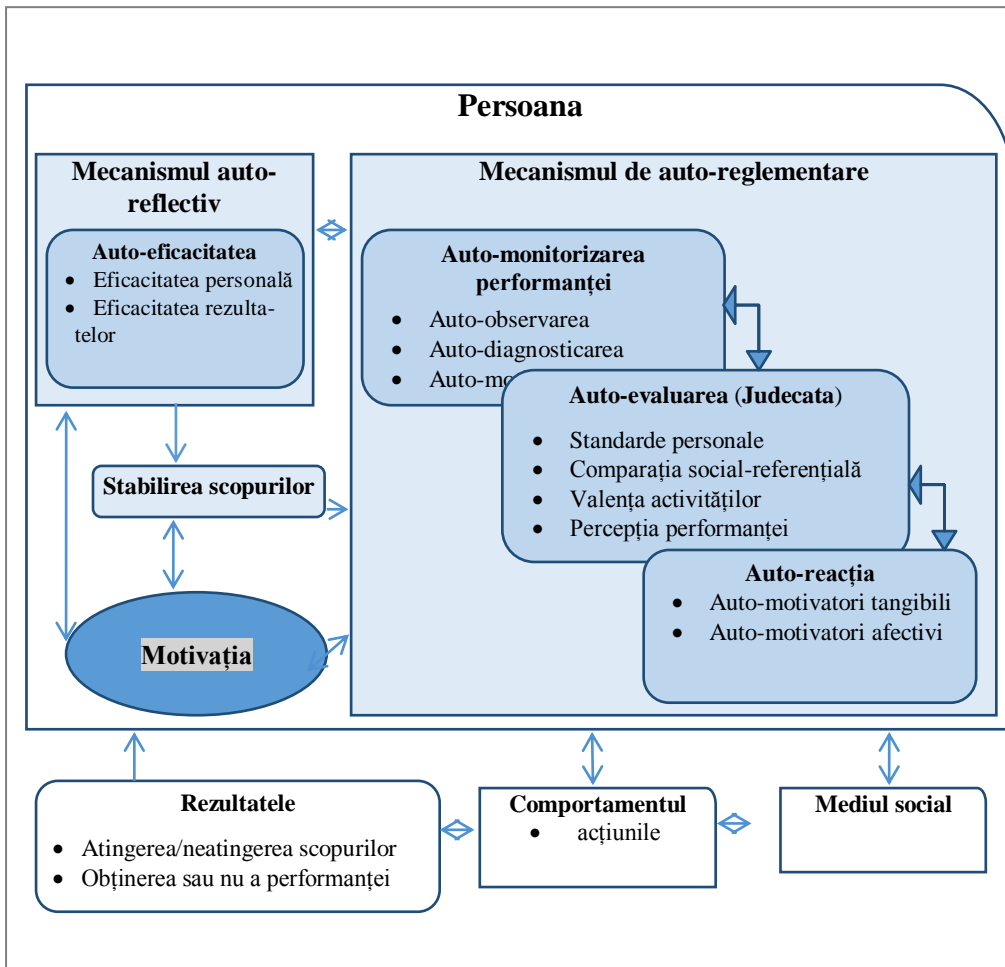 Persoana
Mecanismul auto-
reflectiv
Auto-eficacitatea
• Eficacitatea personală
• Eficacitatea rezulta-
telor
Stabilirea scopurilor
Motivația
Mecanismul de auto-reglementare
Auto-monitorizarea
performanței
• Auto-observarea
• Auto-diagnosticarea
Auto-evaluarea (Judecata)
• Standarde personale
• Comparația social-referențială
• Valența activităților
• Percepția performanței
Auto-reacția
• Auto-motivatori tangibili
• Auto-motivatori afectivi
Rezultatele
• Atingerea/neatingerea scopurilor
• Obținerea sau nu a performanței
Comportamentul
• acțiunile
Mediul social